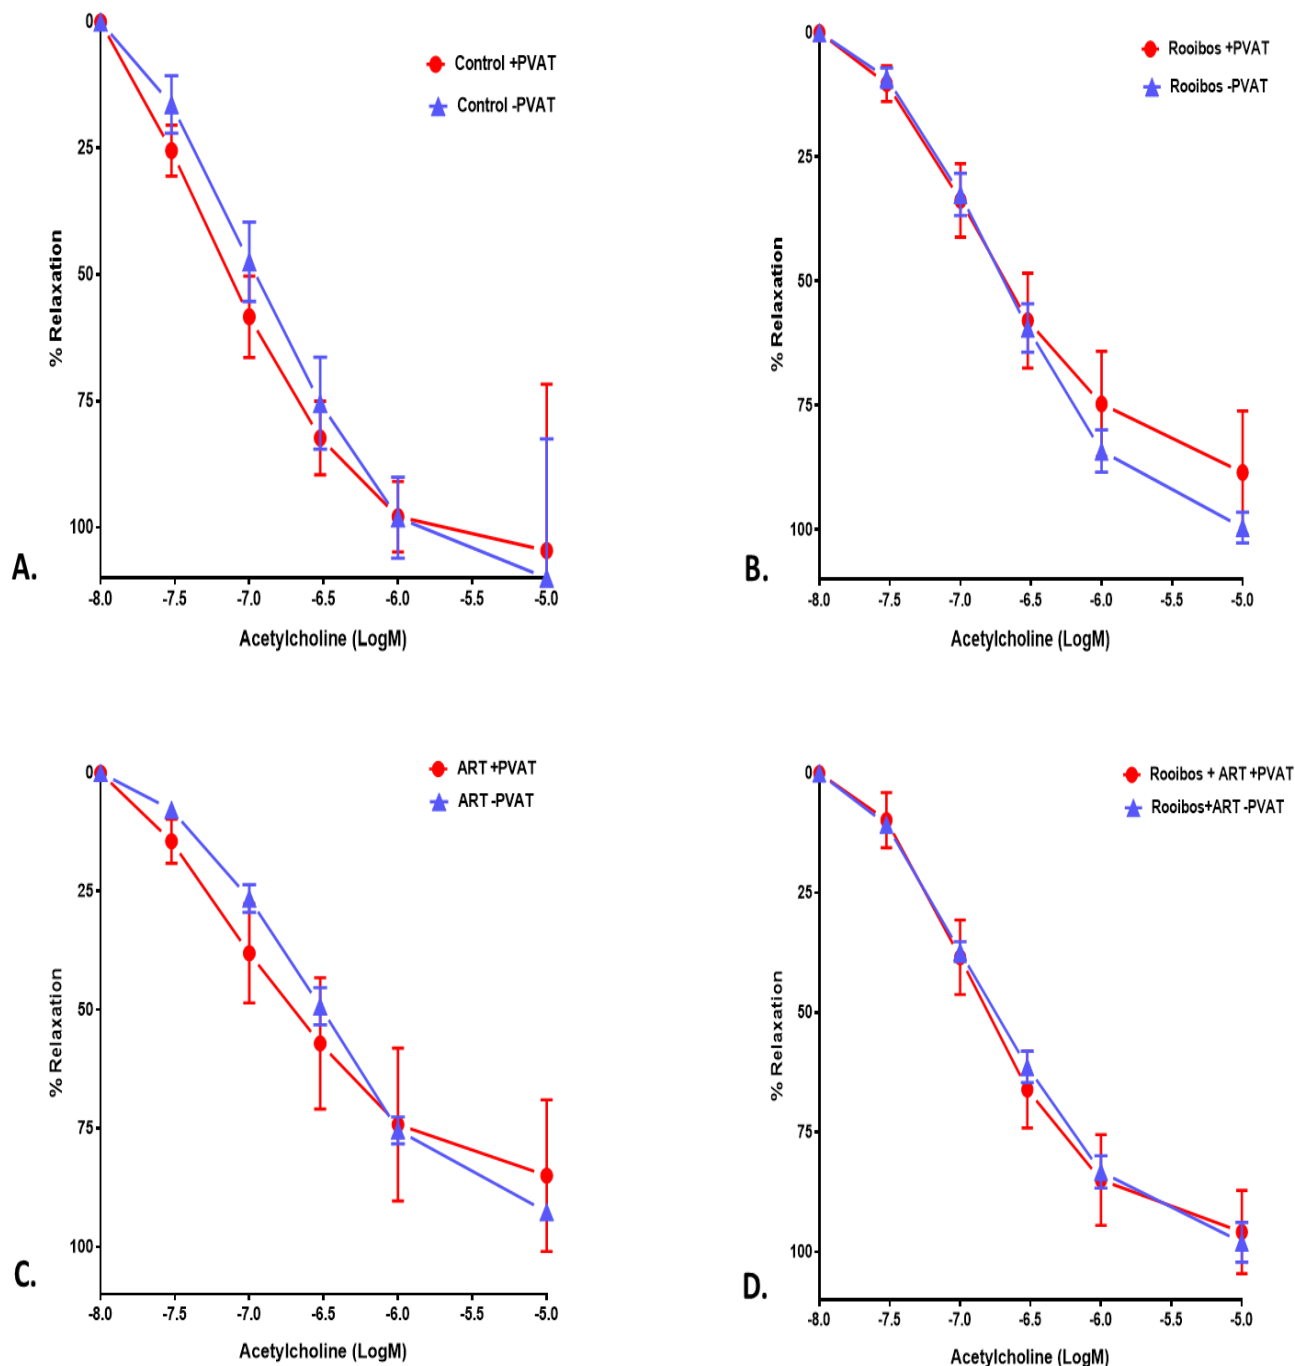 0
25
50
75
100
% Relaxation
Control +PVAT
Control -PVAT
A.
-8.0 -7.5 -7.0 -6.5 -6.0 -5.5 -5.0
Acetylcholine (LogM)
0
25
50
75
100
% Relaxation
Rooibos +PVAT
Rooibos -PVAT
B.
-8.0 -7.5 -7.0 -6.5 -6.0 -5.5 -5.0
Acetylcholine (LogM)
0
25
50
75
100
% Relaxation
ART +PVAT
ART -PVAT
C.
-8.0 -7.5 -7.0 -6.5 -6.0 -5.5 -5.0
Acetylcholine (LogM)
0
25
50
75
100
% Relaxation
Rooibos + ART +PVAT
Rooibos+ART -PVAT
D.
-8.0 -7.5 -7.0 -6.5 -6.0 -5.5 -5.0
Acetylcholine (LogM)